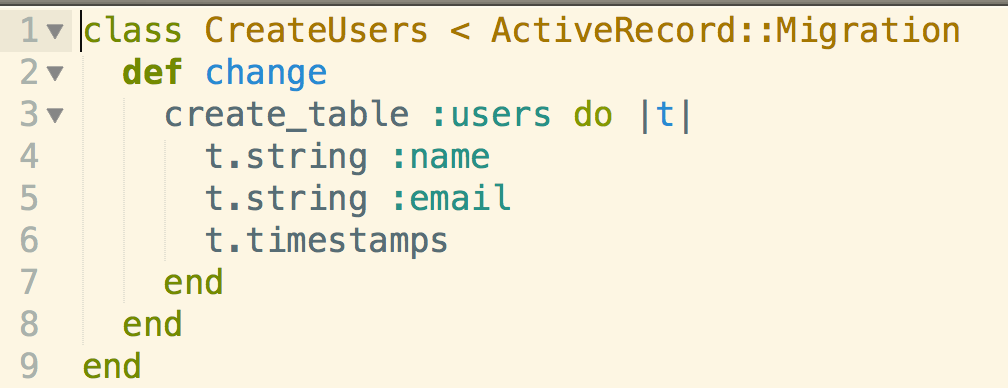 1 class CreateUsers < ActiveRecord::Migration
2   def change
3     create_table :users do |t|
4       t.string :name
5       t.string :email
6       t.timestamps
7     end
8   end
9 end